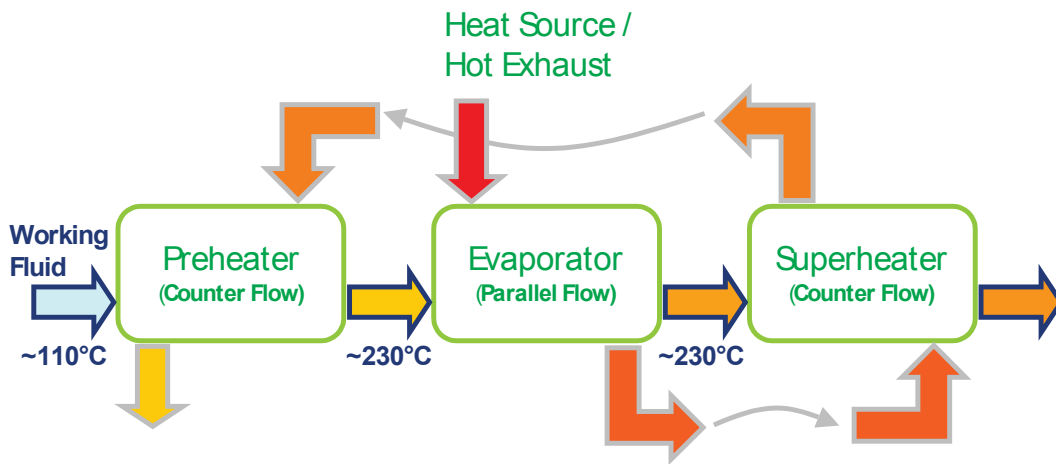 Heat Source /
Hot Exhaust
Working
Fluid
Preheater
(Counter Flow)
Evaporator
(Parallel Flow)
Superheater
(Counter Flow)
~110°C
~230°C
~230°C